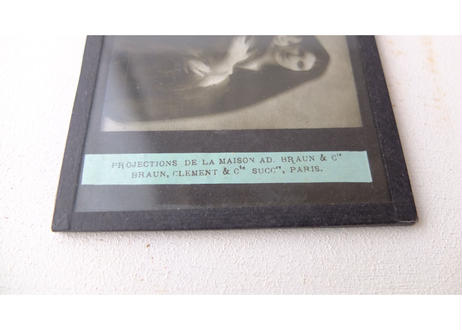 PROJECTIONS DE LA MAISON AD. BRAUN & Cie
BRAUN, CLEMENT & Cie SUCCrs, PARIS.